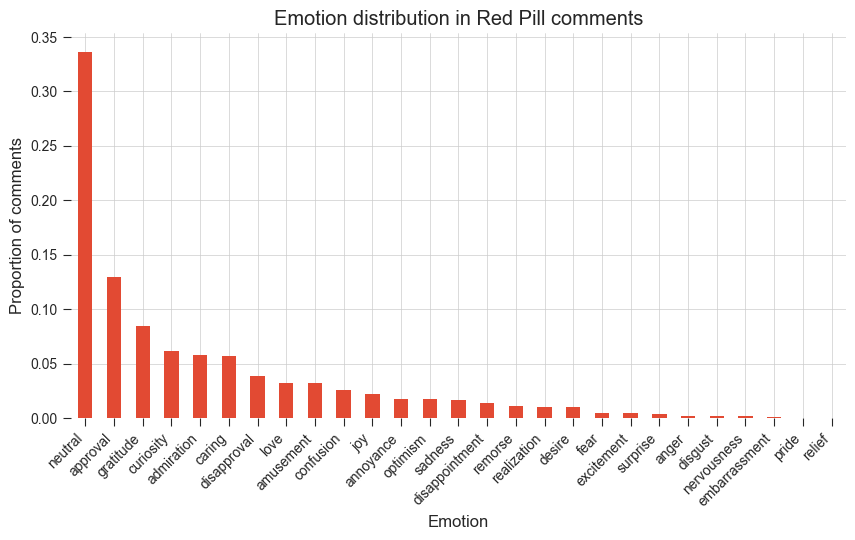 Emotion distribution in Red Pill comments
Proportion of comments
0.35
0.30
0.25
0.20
0.15
0.10
0.05
0.00
neutral
approval
gratitude
curiosity
admiration
caring
disapproval
love
amusement
confusion
joy
annoyance
optimism
sadness
disappointment
remorse
realization
desire
fear
excitement
surprise
anger
disgust
nervousness
embarrassment
pride
relief
Emotion